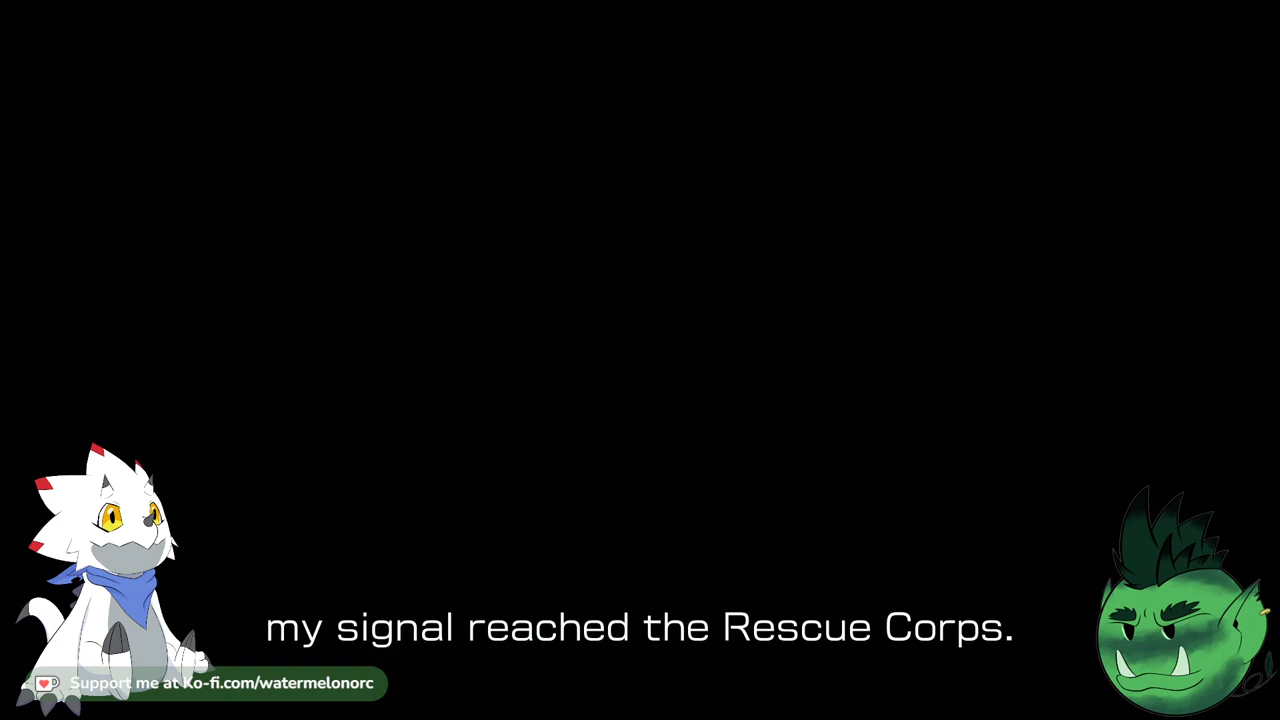 my signal reached the Rescue Corps.
Support me at Ko-fi.com/watermelonorc